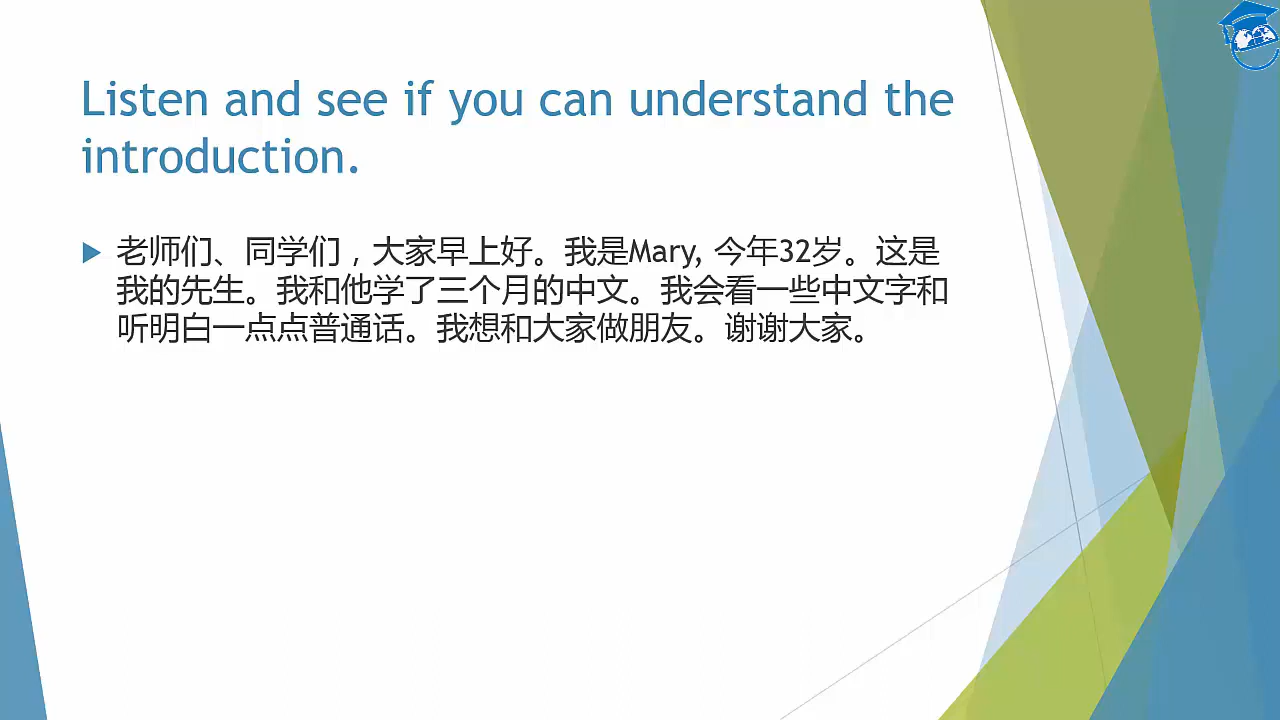 Listen and see if you can understand the
introduction.
老师们、同学们，大家早上好。我是Mary, 今年32岁。这是
我的先生。我和他学了三个月的中文。我会看一些中文字和
听明白一点点普通话。我想和大家做朋友。谢谢大家。